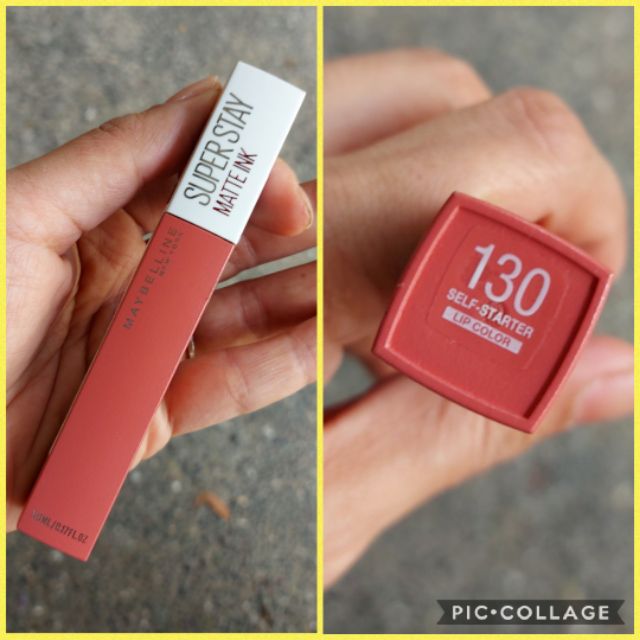 SUPER STAY
MATTE INK
MAYBELLINE
NEW YORK
5ML/0.17FL.OZ
130
SELF-STARTER
LIP COLOR
PIC•COLLAGE